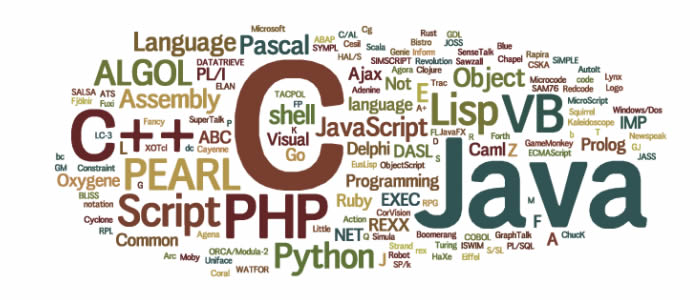 Microsoft
Language
Pascal
C/AL
Cg
ABAP
SYMPL
Cesil
Scala
Bistro
Rust
GDL
JOSS
DATATRIEVE
HAL/S
Genie
Inform
SenseTalk
Blue
Rapira
ALGOL
PL/I
Ajax
SIMSCRIPT
Revolution
Sawzall
Chapel
CSKA
SiMPLE
ELAN
Agora
Clojure
Object
AutoIt
Microcode
code
Lynx
SALSA
ATS
Adenine
Not
E
Trac
SAM76
Redcode
Logo
Fjölnir
Fuxi
Assembly
TACPOL
FP
language
A+
Lisp
VB
MicroScript
C++
SuperTalk
P
C
shell
Squirrel
Windows/Dos
Fancy
K
JavaScript
Kaleidoscope
IMP
LC-3
ABC
Visual
FL
JavaFX
R
Forth
b
T
Newspeak
L
XOTcl
dc
Cayenne
Go
Delphi
DASL
D
S
Caml
Z
GameMonkey
ECMAScript
Prolog
GJ
JASS
bc
GM
Constraint
PEARL
EusLisp
ObjectScript
Java
Oxygene
G
Programming
BLISS
notation
Script
PHP
Ruby
EXEC
RPG
M
Cyclone
CorVision
F
RPL
Action
REXX
Little
Common
Agena
NET
Q
Simula
Boomerang
COBOL
GraphTalk
A
ChucK
ORCA/Modula-2
Python
Strand
rex
Turing
ISWIM
PL/SQL
Arc
Moby
Uniface
J
Robot
HaXe
Eiffel
S/SL
Coral
WATFOR
SP/k